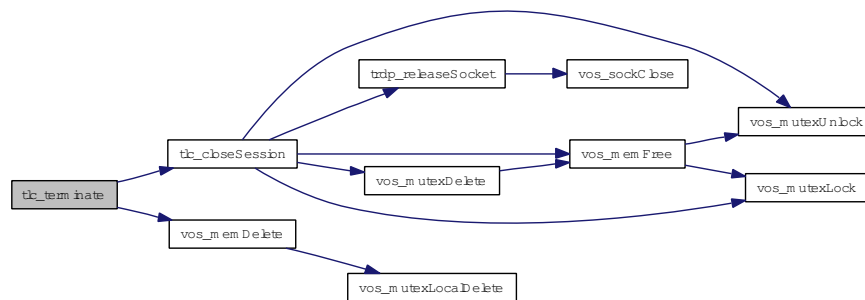 trdp_releaseSocket
vos_sockClose
vos_mutexUnlock
tlc_closeSession
vos_memFree
vos_mutexDelete
vos_mutexLock
tlc_terminate
vos_memDelete
vos_mutexLocalDelete